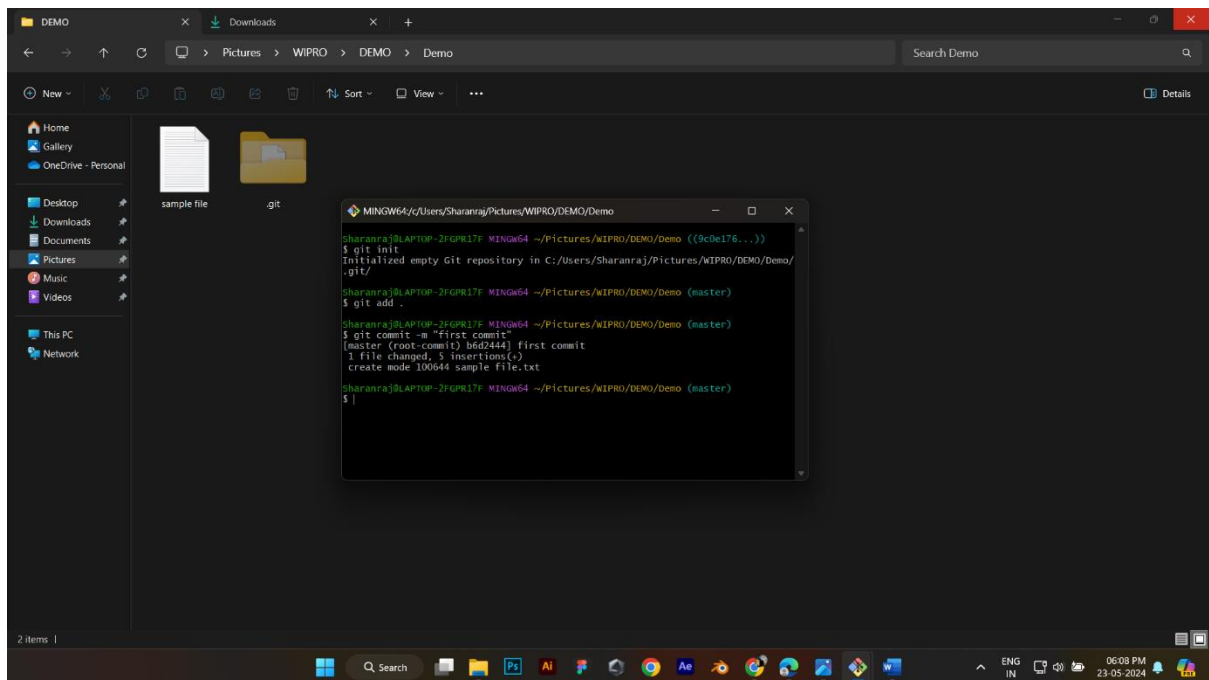 DEMO
Downloads
Pictures > WIPRO > DEMO > Demo
Search Demo
New
Sort
View
Details
Home
Gallery
OneDrive - Personal
Desktop
Downloads
Documents
Pictures
Music
Videos
This PC
Network
sample file
.git
MINGW64:/c/Users/Sharanraj/Pictures/WIPRO/DEMO/Demo
Sharanraj@LAPTOP-2FGPR17F MINGW64 ~/Pictures/WIPRO/DEMO/Demo ((9c0e176...))
$ git init
Initialized empty Git repository in C:/Users/Sharanraj/Pictures/WIPRO/DEMO/Demo/
.git/
Sharanraj@LAPTOP-2FGPR17F MINGW64 ~/Pictures/WIPRO/DEMO/Demo (master)
$ git add .
Sharanraj@LAPTOP-2FGPR17F MINGW64 ~/Pictures/WIPRO/DEMO/Demo (master)
$ git commit -m "first commit"
[master (root-commit) b6d2444] first commit
1 file changed, 5 insertions(+)
create mode 100644 sample file.txt
Sharanraj@LAPTOP-2FGPR17F MINGW64 ~/Pictures/WIPRO/DEMO/Demo (master)
$
2 items
Search
Ps
Ai
Ae
W
ENG
IN
06:08 PM
23-05-2024